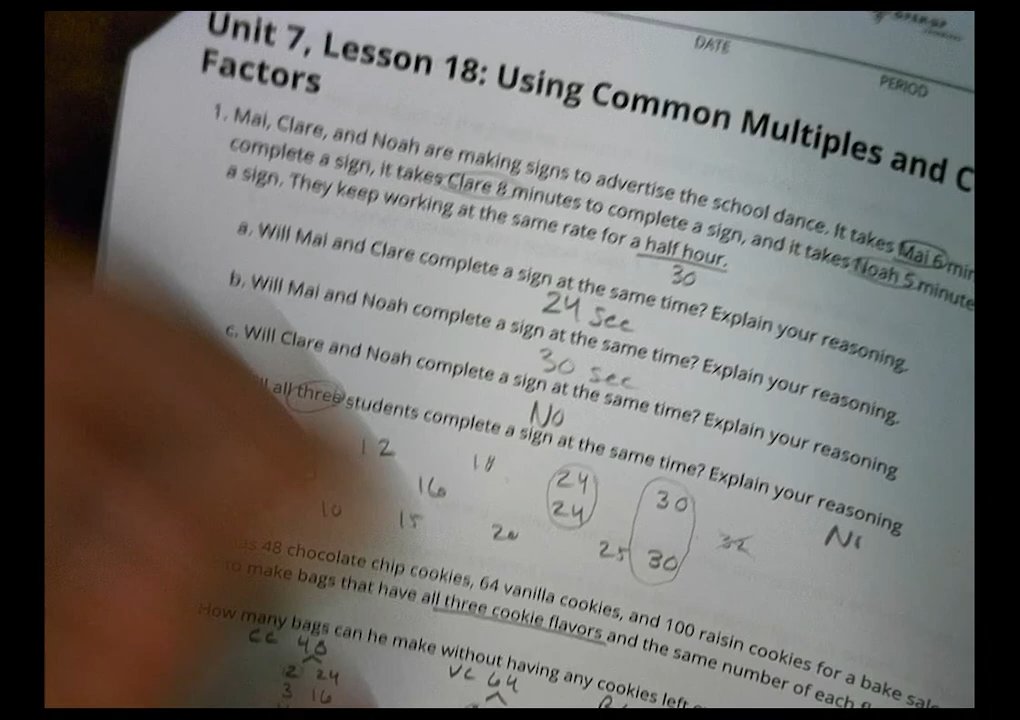 DATE
PERIOD
Unit 7, Lesson 18: Using Common Multiples and C
Factors
1. Mai, Clare, and Noah are making signs to advertise the school dance. It takes Mai 6 min
complete a sign, it takes Clare 8 minutes to complete a sign, and it takes Noah 5 minute
a sign. They keep working at the same rate for a half hour.
30
a. Will Mai and Clare complete a sign at the same time? Explain your reasoning.
24 sec
b. Will Mai and Noah complete a sign at the same time? Explain your reasoning.
30 sec
c. Will Clare and Noah complete a sign at the same time? Explain your reasoning
No
all three students complete a sign at the same time? Explain your reasoning
12 18 24 30
16 24 32
10 15 20 25 30
48 chocolate chip cookies, 64 vanilla cookies, and 100 raisin cookies for a bake sal
to make bags that have all three cookie flavors and the same number of each
How many bags can he make without having any cookies left
CC 48
VC 64
2 24
3 16